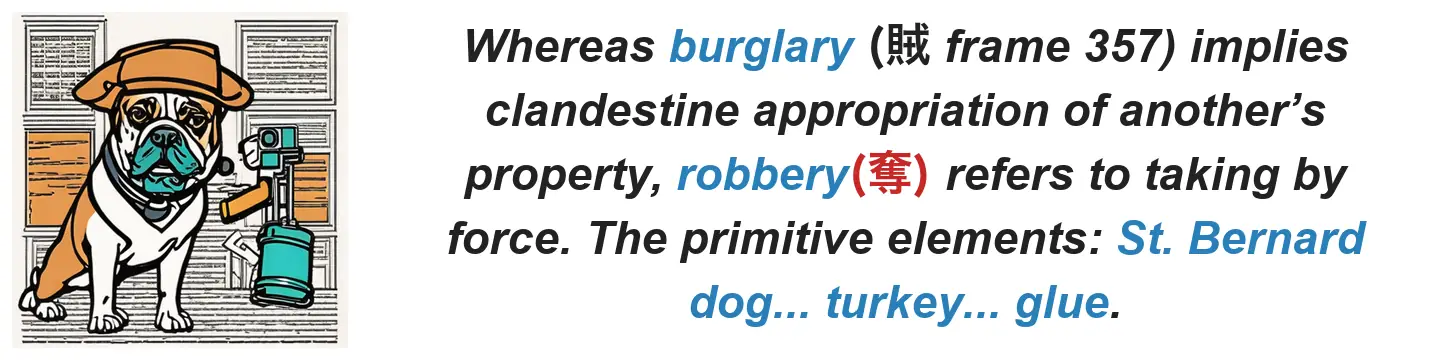 Whereas burglary (賊 frame 357) implies
clandestine appropriation of another’s
property, robbery(奪) refers to taking by
force. The primitive elements: St. Bernard
dog... turkey... glue.